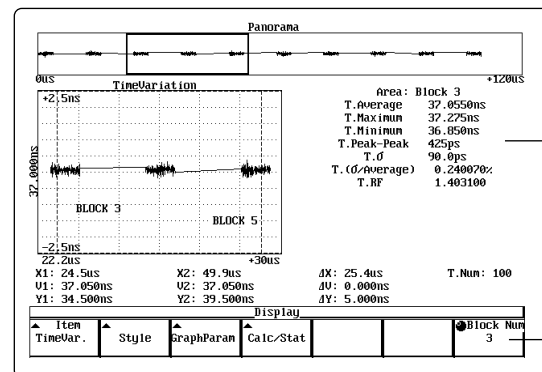 Panorama
0us +120us
TimeVariation
+2.5ns
37.000ns
BLOCK 3
BLOCK 5
-2.5ns
22.2us +30us
Area: Block 3
T.Average 37.0550ns
T.Maximum 37.275ns
T.Minimum 36.850ns
T.Peak-Peak 425ps
T.σ 90.0ps
T.(σ/Average) 0.240070%
T.RF 1.403100
X1: 24.5us X2: 49.9us ΔX: 25.4us T.Num: 100
V1: 37.050ns V2: 37.050ns ΔV: 0.000ns
Y1: 34.500ns Y2: 39.500ns ΔY: 5.000ns
Display
Item Block Num
TimeVar. Style GraphParam Calc/Stat 3